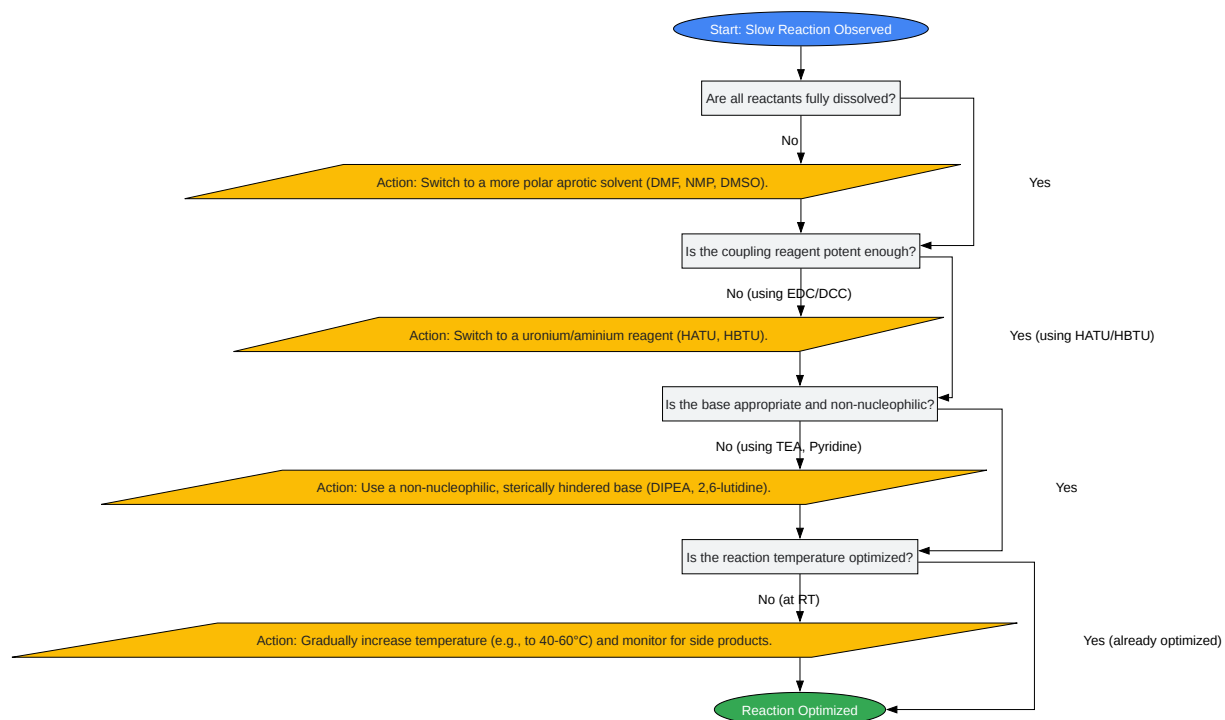 Start: Slow Reaction Observed
Are all reactants fully dissolved?
No
Action: Switch to a more polar aprotic solvent (DMF, NMP, DMSO).
Yes
Is the coupling reagent potent enough?
No (using EDC/DCC)
Action: Switch to a uronium/aminium reagent (HATU, HBTU).
Yes (using HATU/HBTU)
Is the base appropriate and non-nucleophilic?
No (using TEA, Pyridine)
Action: Use a non-nucleophilic, sterically hindered base (DIPEA, 2,6-lutidine).
Yes
Is the reaction temperature optimized?
No (at RT)
Action: Gradually increase temperature (e.g., to 40-60°C) and monitor for side products.
Yes (already optimized)
Reaction Optimized